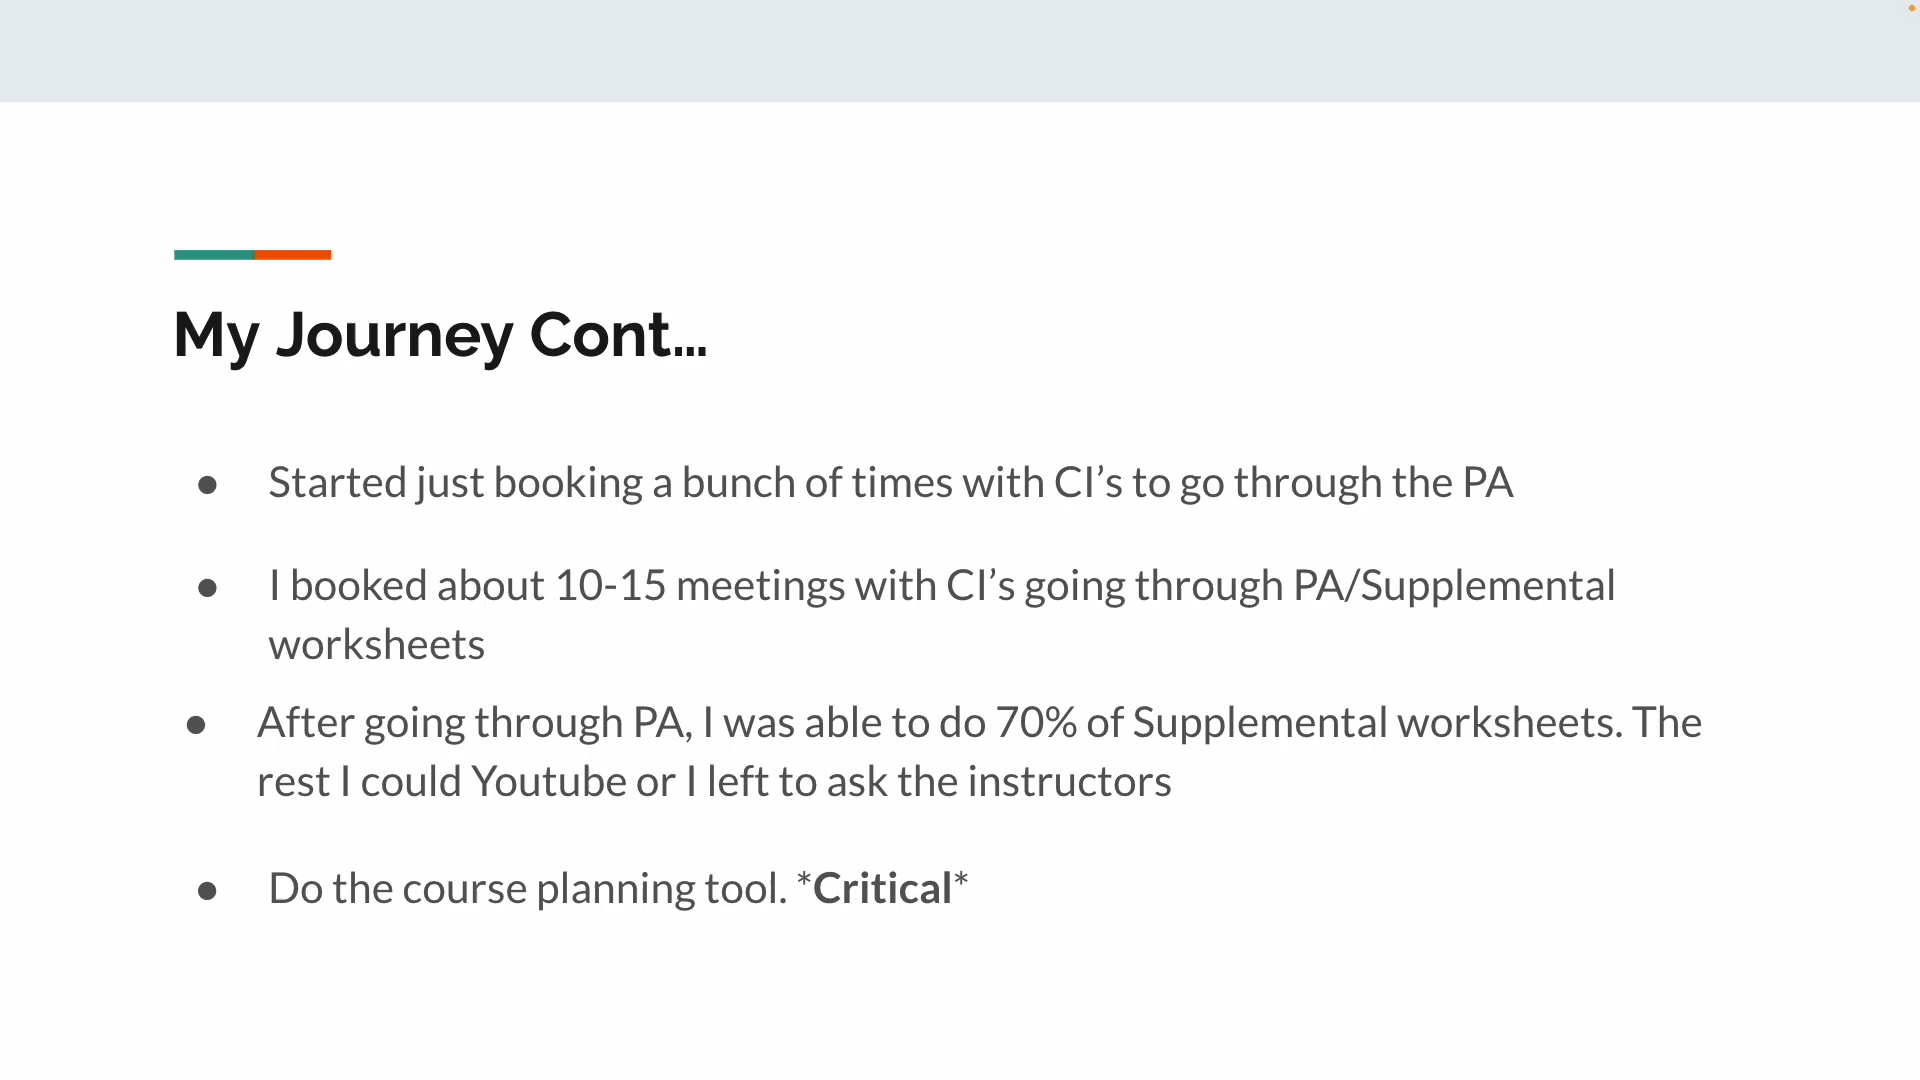 My Journey Cont…
● Started just booking a bunch of times with CI’s to go through the PA
● I booked about 10-15 meetings with CI’s going through PA/Supplemental
worksheets
● After going through PA, I was able to do 70% of Supplemental worksheets. The
rest I could Youtube or I left to ask the instructors
● Do the course planning tool. *Critical*